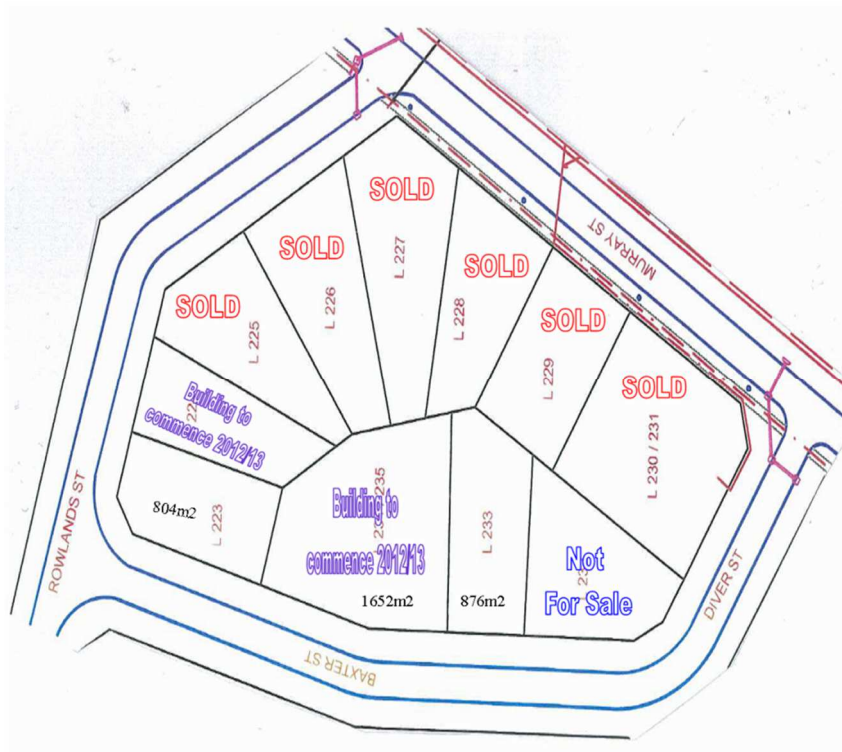 SOLD
L 227
MURRAY ST
SOLD
L 226
SOLD
L 228
SOLD
L 225
SOLD
L 229
SOLD
L 230 / 231
Building to
commence 2012/13
804m2
L 223
ROWLANDS ST
Building to
commence 2012/13
1652m2
L 233
876m2
Not
For Sale
DIVER ST
BAXTER ST